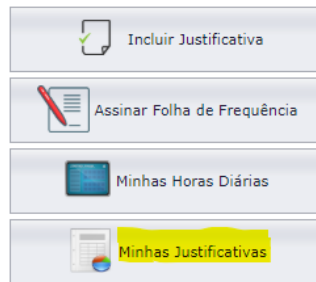 Incluir Justificativa
Assinar Folha de Frequência
Minhas Horas Diárias
Minhas Justificativas